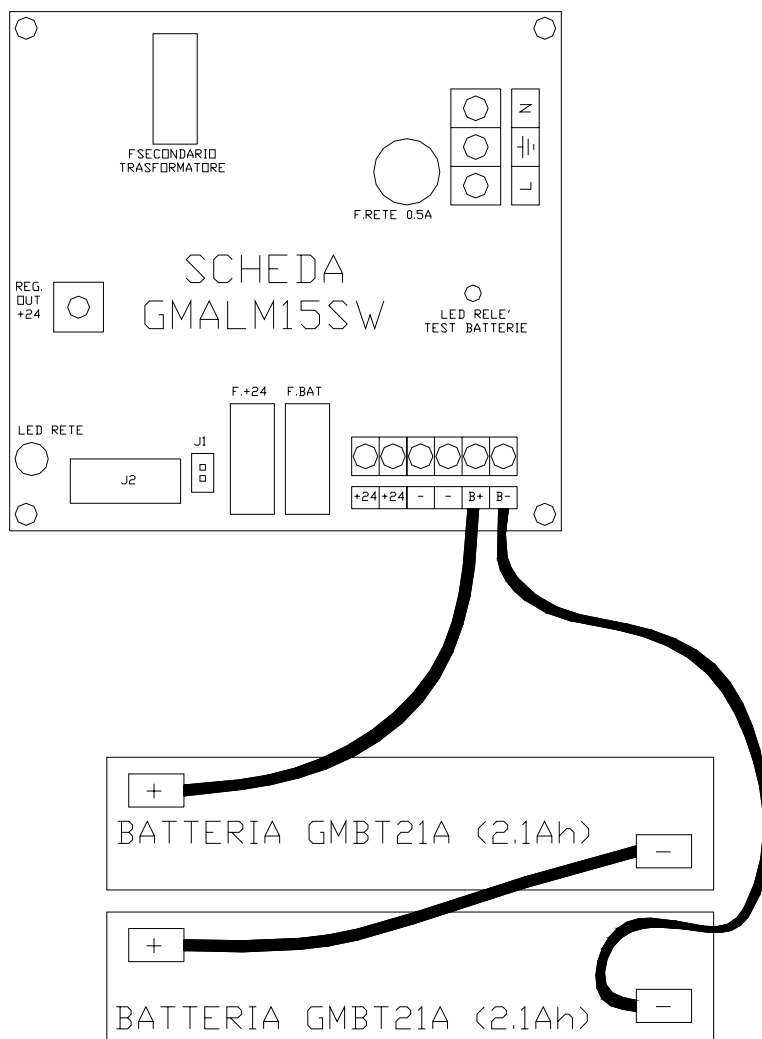 FSECONDARIO
TRASFORMATORE
N
L
F.RETE 0.5A
SCHEDA
GMALM15SW
REG.
OUT
+24
LED RELE'
TEST BATTERIE
F.+24 F.BAT
LED RETE
J1
J2
+24 +24 - - B+ B-
+
BATTERIA GMBT21A (2.1Ah)
-
+
-
BATTERIA GMBT21A (2.1Ah)